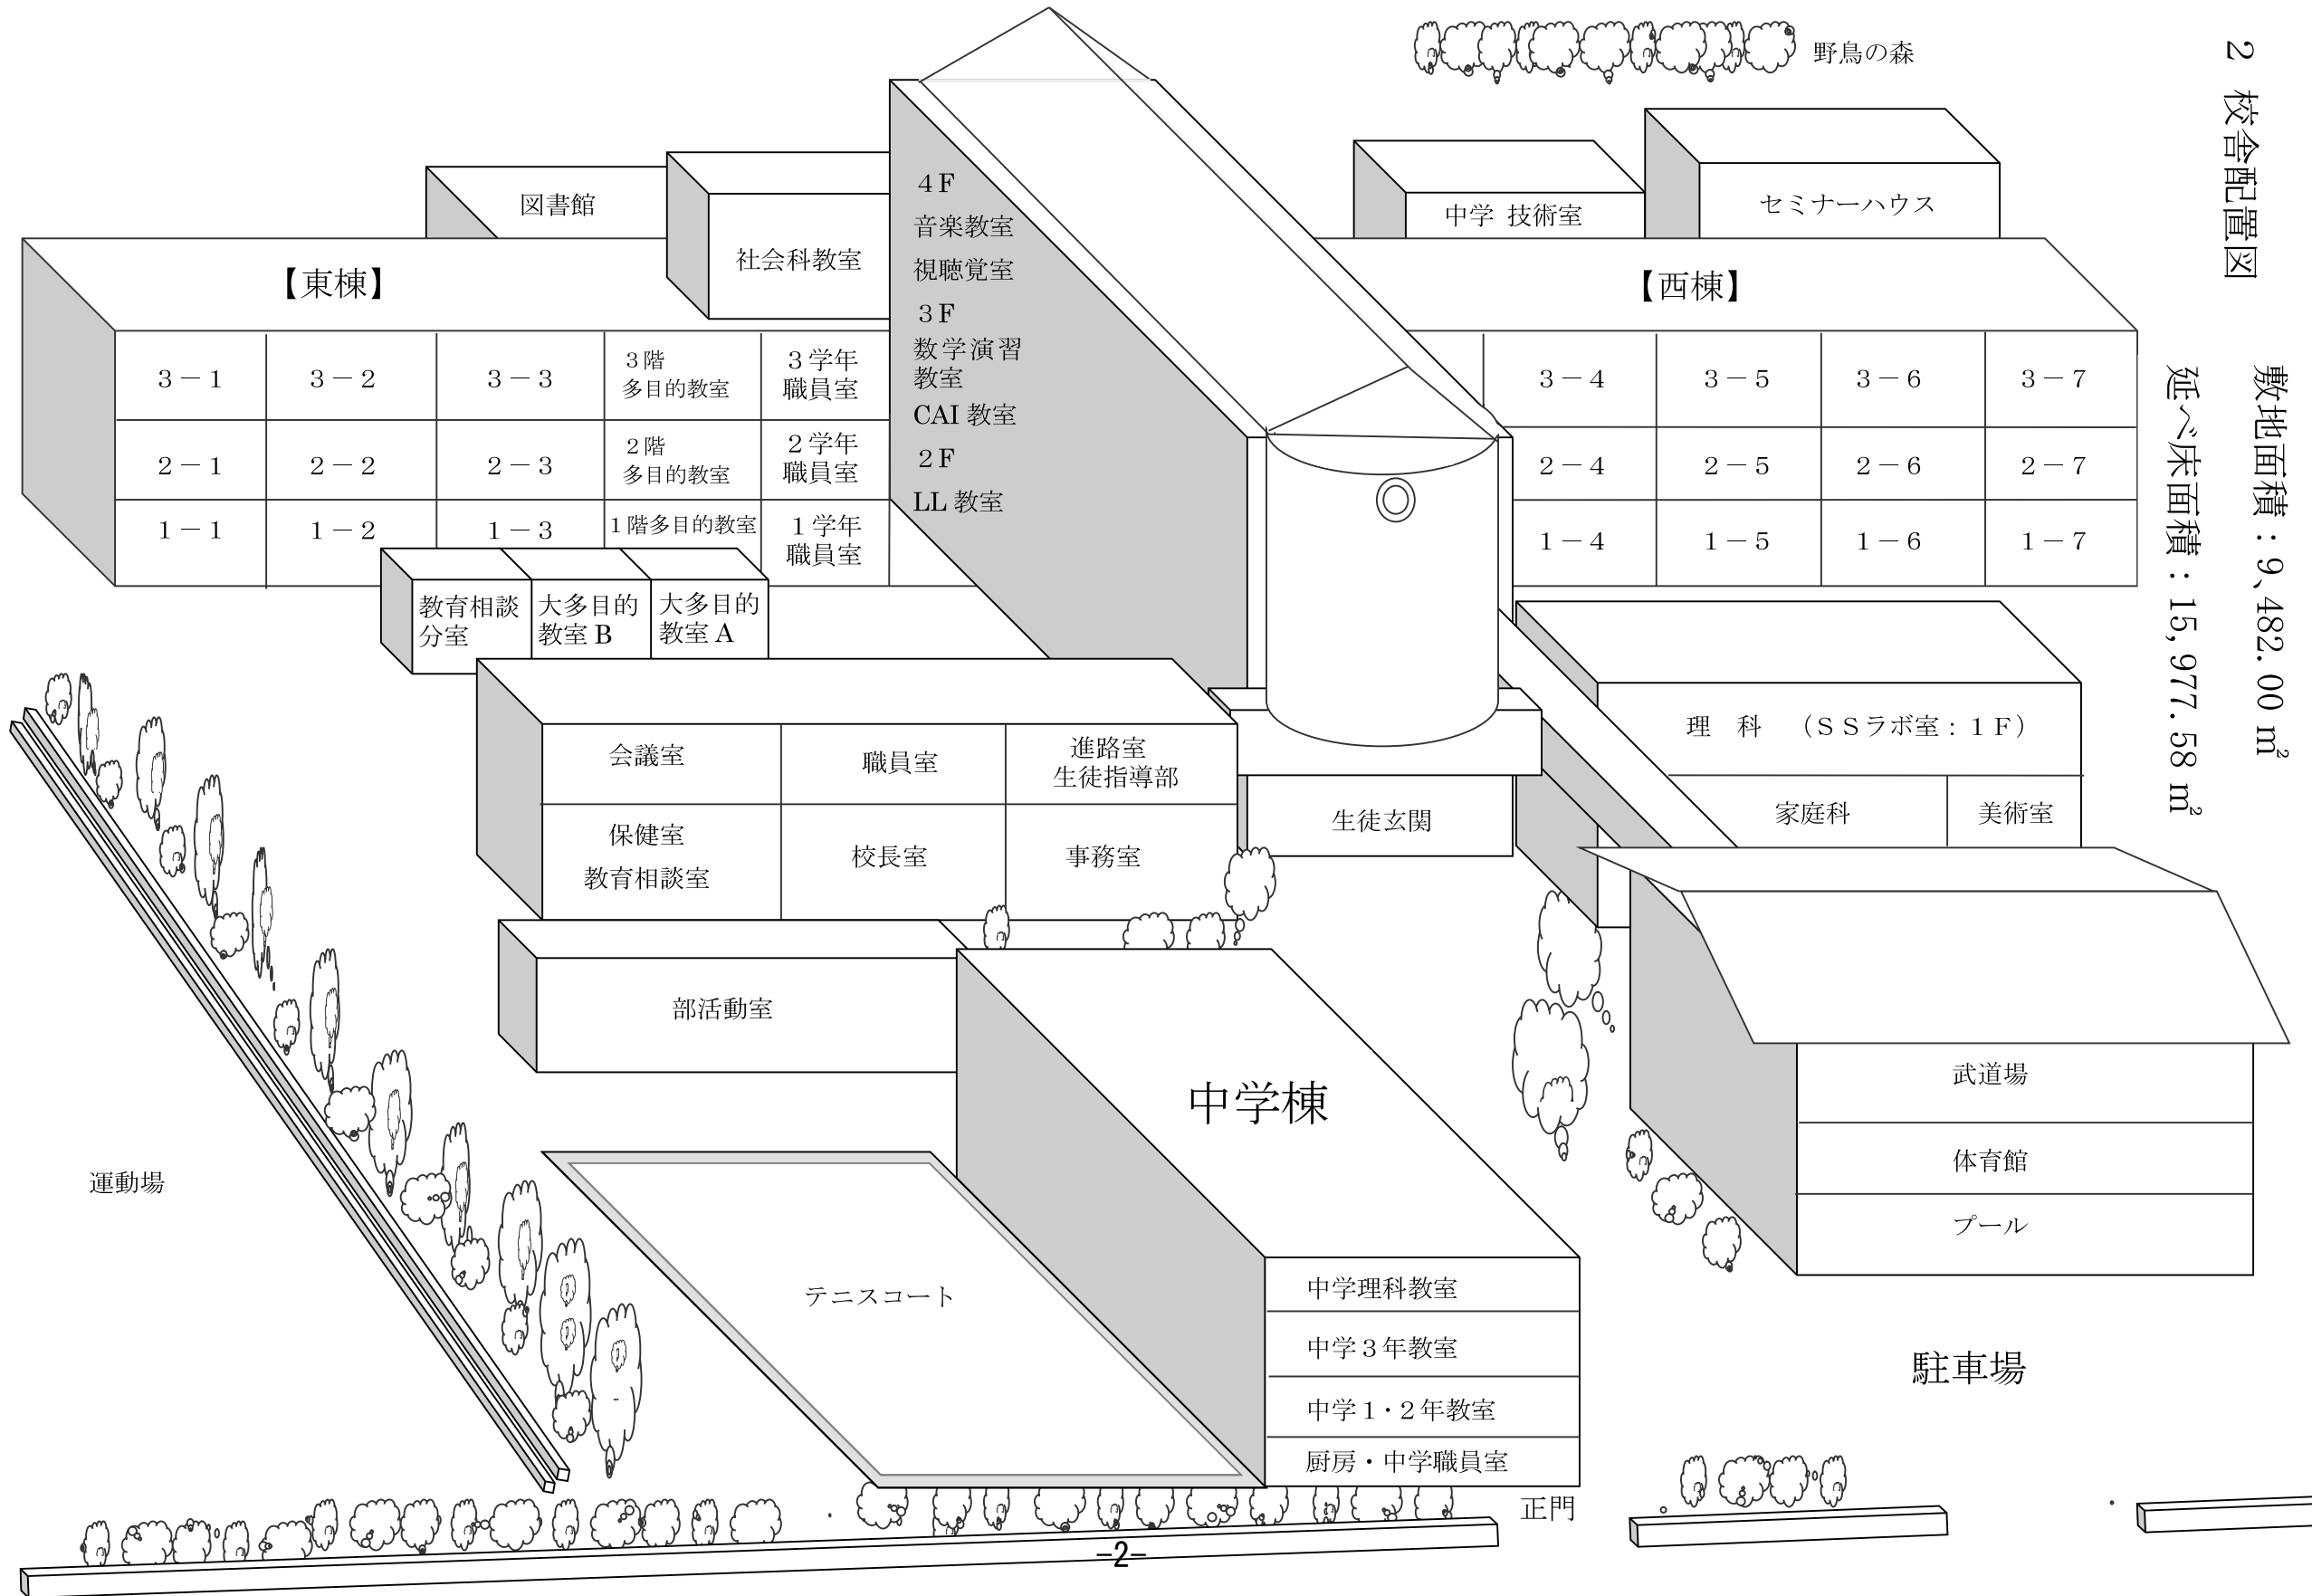 ２ 校舎配置図
敷地面積：9､482.00 ㎡
延べ床面積：15,977.58 ㎡
野鳥の森
図書館
社会科教室
中学 技術室
セミナーハウス
【東棟】
【西棟】
４F
音楽教室
視聴覚室
３F
数学演習
教室
CAI 教室
２F
LL 教室
３－１
３－２
３－３
３階
多目的教室
３学年
職員室
２－１
２－２
２－３
２階
多目的教室
２学年
職員室
１－１
１－２
１－３
１階多目的教室
１学年
職員室
３－４
３－５
３－６
３－７
２－４
２－５
２－６
２－７
１－４
１－５
１－６
１－７
教育相談
分室
大多目的
教室 B
大多目的
教室 A
会議室
職員室
進路室
生徒指導部
保健室
教育相談室
校長室
事務室
生徒玄関
理　科　（ＳＳラボ室：１F）
家庭科
美術室
部活動室
中学棟
武道場
体育館
プール
運動場
テニスコート
中学理科教室
中学３年教室
中学１・２年教室
厨房・中学職員室
駐車場
正門
-2-